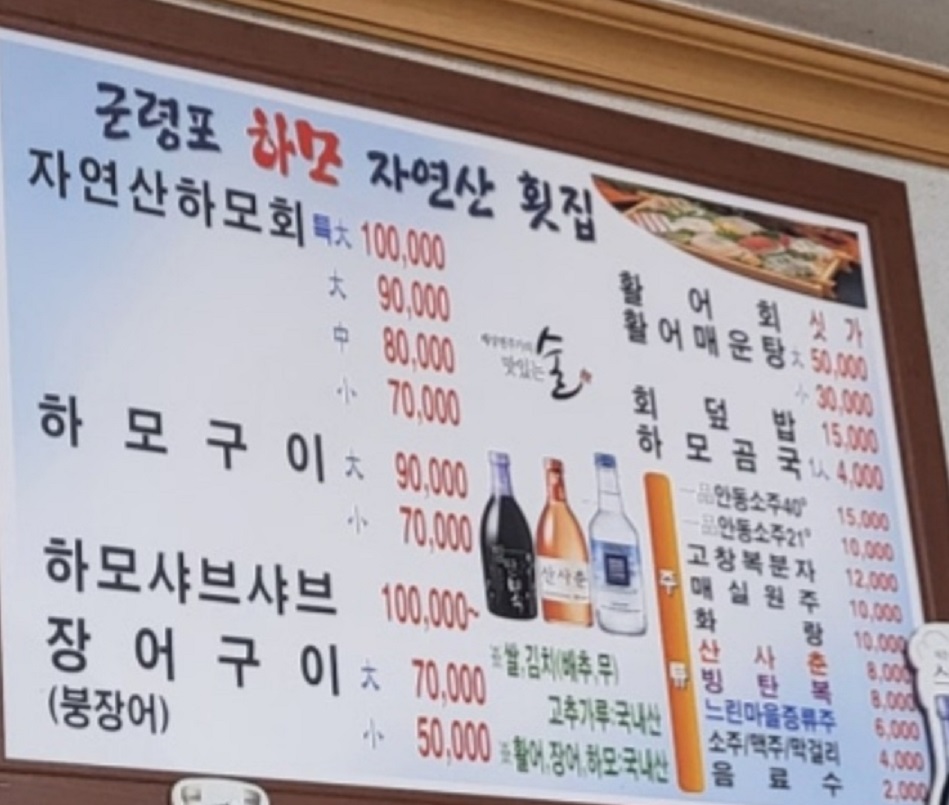 군령포 하모 자연산 횟집
자연산하모회 特大 100,000
大 90,000
中 80,000
小 70,000
하모구이 大 90,000
小 70,000
하모샤브샤브 100,000~
장어구이 大 70,000
(붕장어) 小 50,000
맛있는 술
산사춘
※쌀,김치(배추,무)
고추가루:국내산
※활어,장어,하모:국내산
활어회 싯가
활어매운탕 大 50,000
小 30,000
회덮밥 15,000
하모곰국 1人 4,000
주류
一品안동소주40° 15,000
一品안동소주21° 10,000
고창복분자 12,000
매실원주 10,000
화랑 10,000
산사춘 8,000
빙탄복 8,000
느린마을증류주 6,000
소주/맥주/막걸리 4,000
음료수 2,000